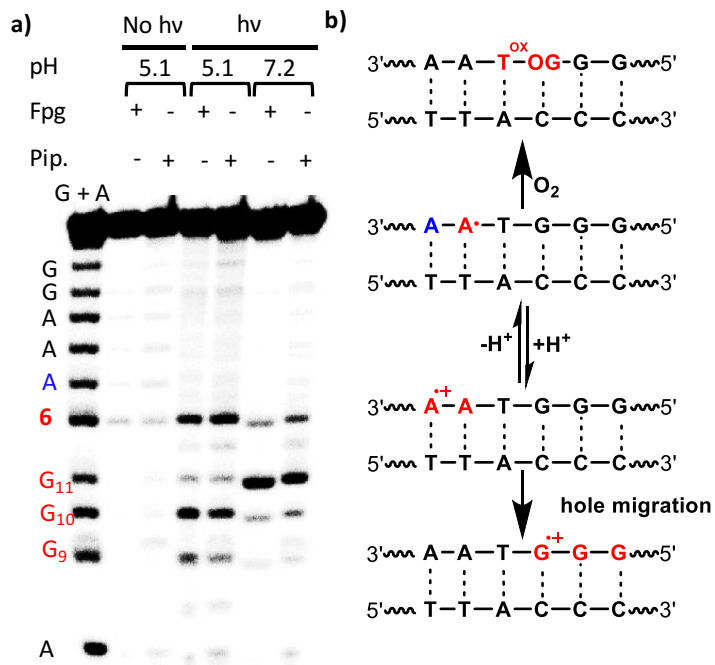 a)
No hν hν
pH 5.1 5.1 7.2
Fpg + - + - + -
Pip. - + - + - +
G + A
G
G
A
A
A
6
G₁₁
G₁₀
G₉
A
b)
3' A A T OX OG G G 5'
5' T T A C C C 3'
O₂
3' A A• T G G G 5'
5' T T A C C C 3'
-H⁺ +H⁺
3' A•+ A T G G G 5'
5' T T A C C C 3'
hole migration
3' A A T G•+ G G 5'
5' T T A C C C 3'